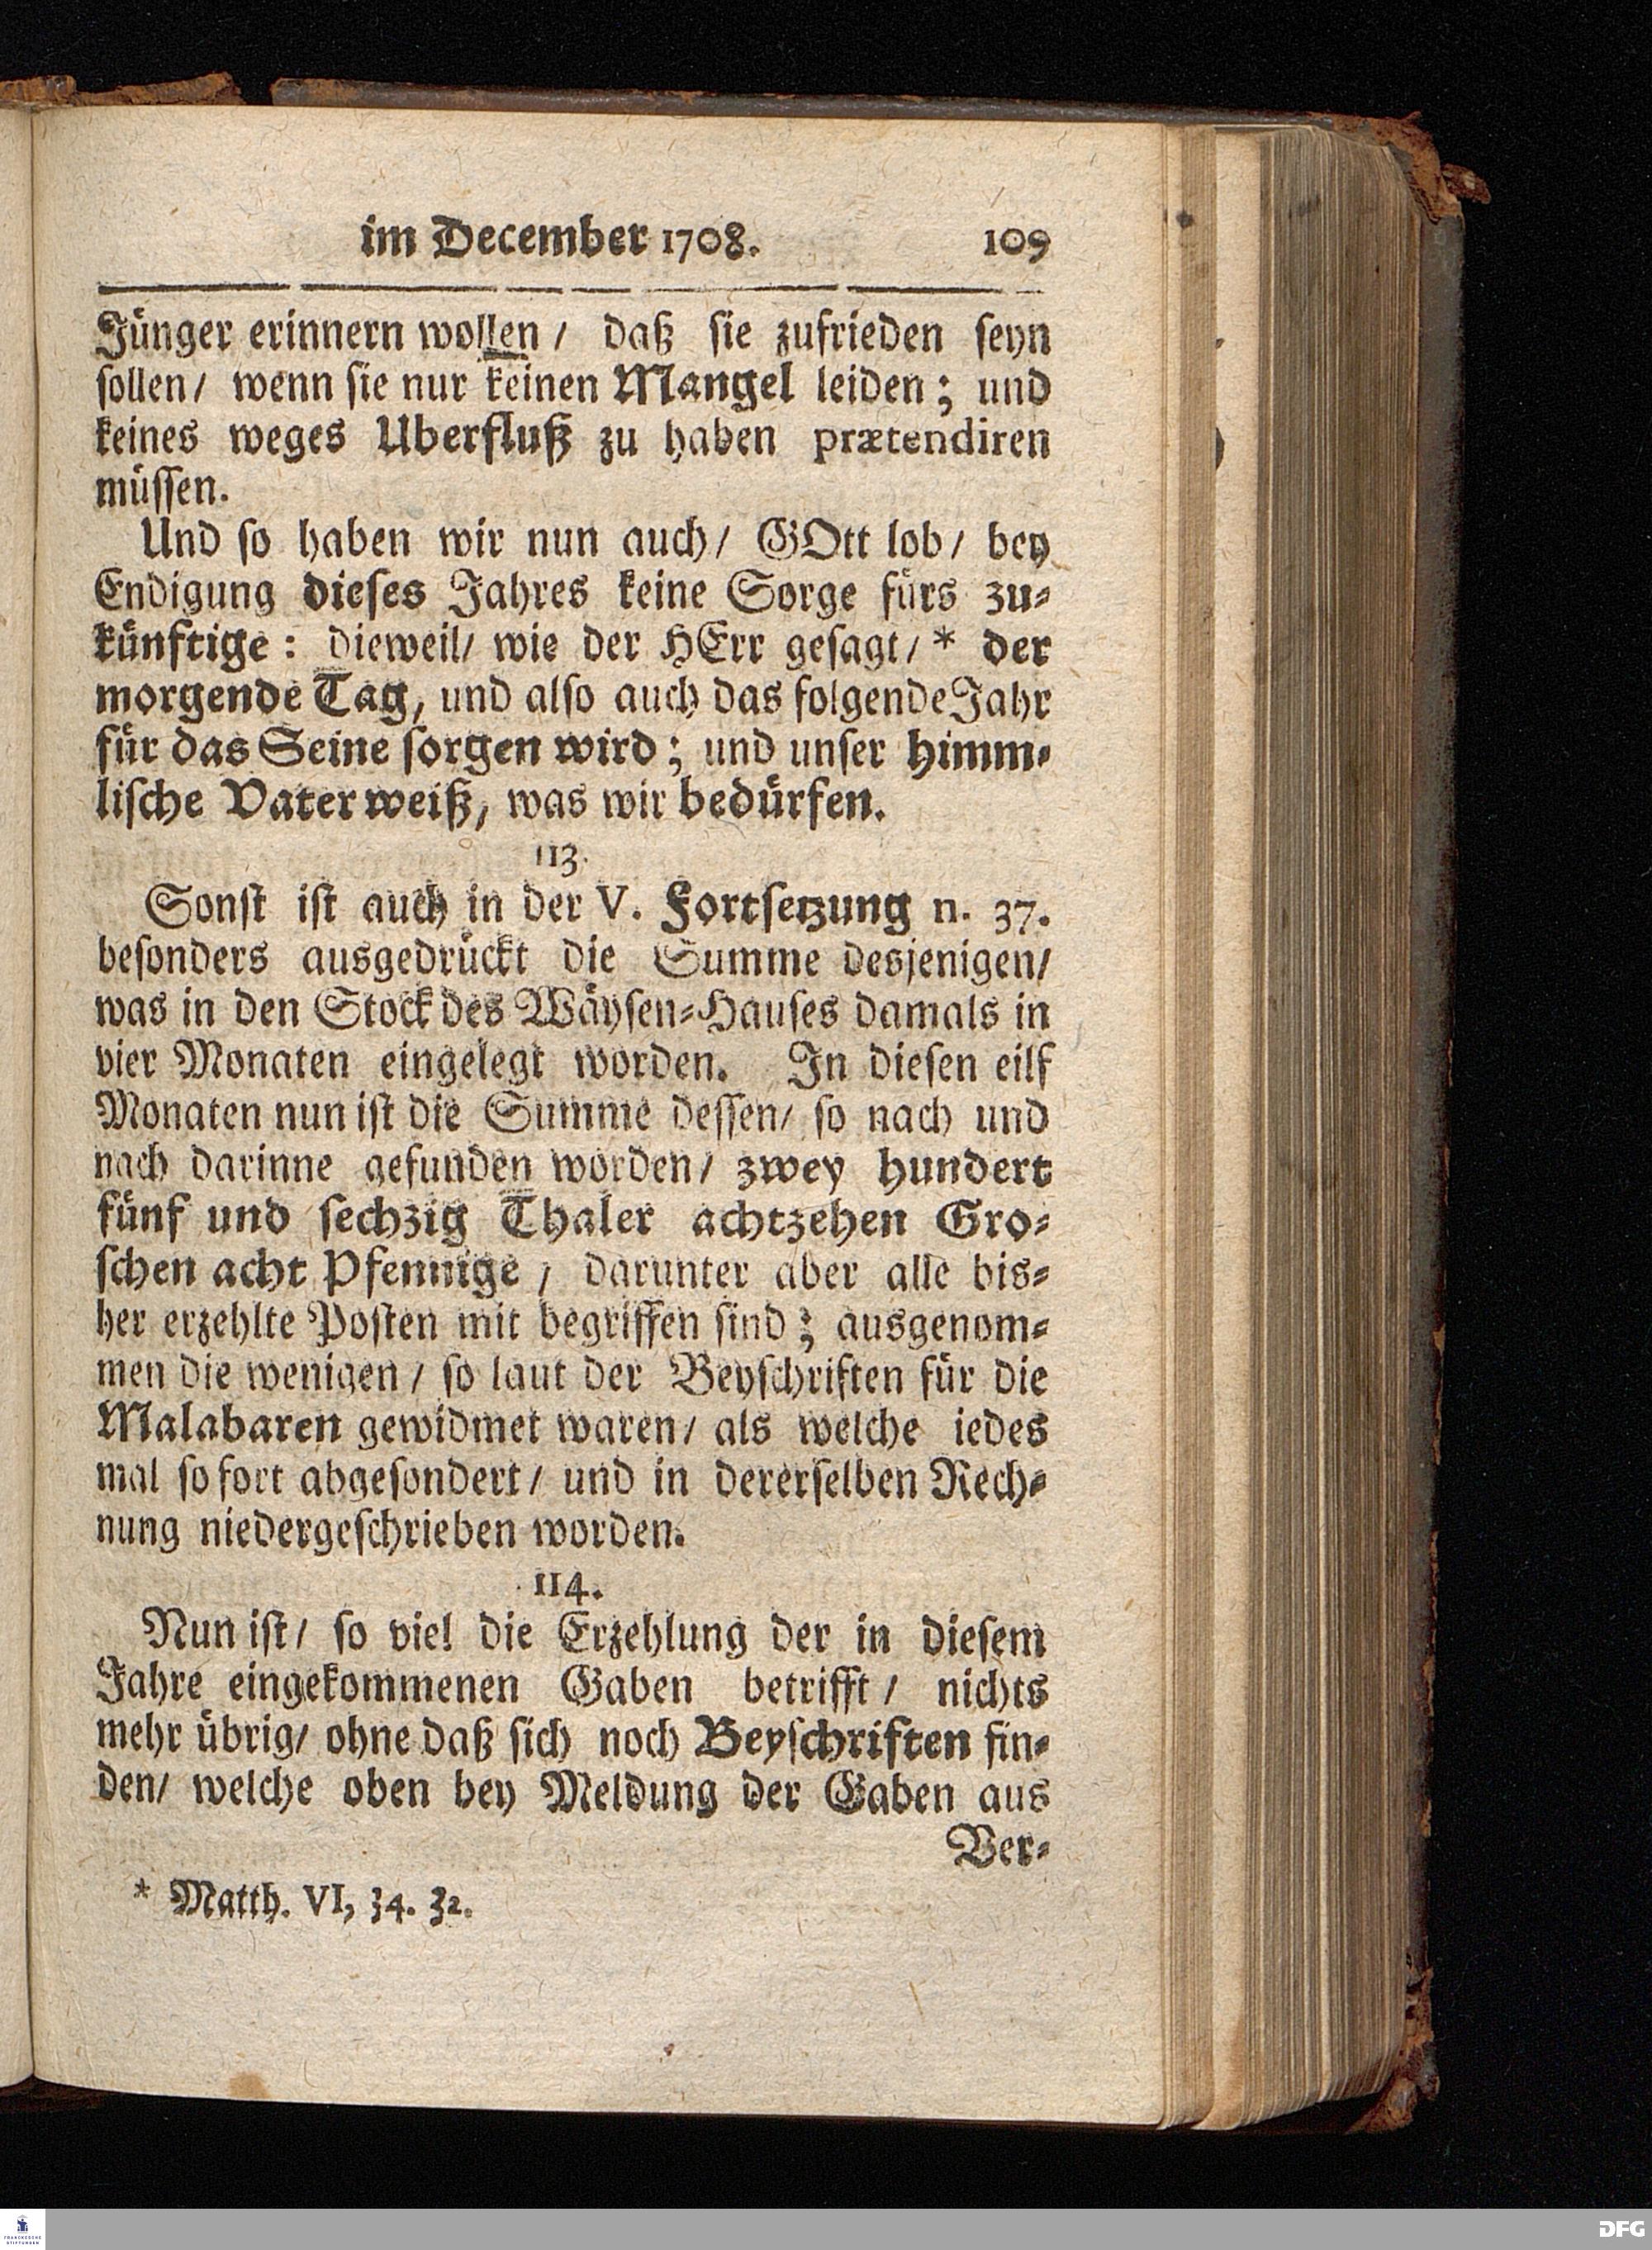 im December 1708. 109
Jünger erinnern wollen / daß sie zufrieden seyn
sollen / wenn sie nur keinen Mangel leiden; und
keines weges Uberfluß zu haben prætendiren
müssen.
Und so haben wir nun auch / GOtt lob / bey
Endigung dieses Jahres keine Sorge fürs zu-
künftige: dieweil / wie der HErr gesagt / * der
morgende Tag, und also auch das folgende Jahr
für das Seine sorgen wird; und unser himm-
lische Vater weiß, was wir bedürfen.
113.
Sonst ist auch in der V. Fortsetzung n. 37.
besonders ausgedrückt die Summe desjenigen /
was in den Stock des Wäysen-Hauses damals in
vier Monaten eingelegt worden. In diesen eilf
Monaten nun ist die Summe dessen / so nach und
nach darinne gefunden worden / zwey hundert
fünf und sechzig Thaler achtzehen Gro-
schen acht Pfennige, darunter aber alle bis-
her erzehlte Posten mit begriffen sind; ausgenom-
men die wenigen / so laut der Beyschriften für die
Malabaren gewidmet waren / als welche iedes
mal so fort abgesondert / und in dererselben Rech-
nung niedergeschrieben worden.
114.
Nun ist / so viel die Erzehlung der in diesem
Jahre eingekommenen Gaben betrifft / nichts
mehr übrig / ohne daß sich noch Beyschriften fin-
den / welche oben bey Meldung der Gaben aus
Ver-
* Matth. VI, 34. 32.
FRANCKESCHE
STIFTUNGEN
DFG